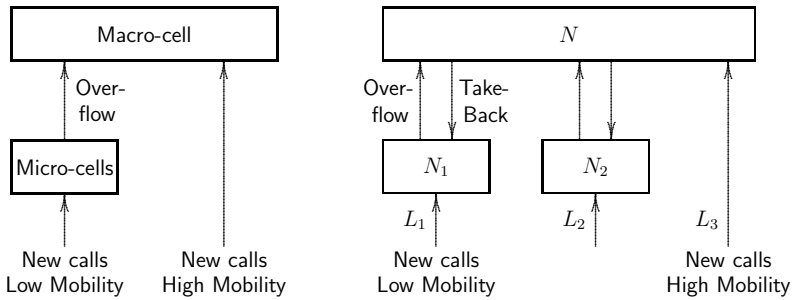 Macro-cell
Over-
flow
Micro-cells
New calls
Low Mobility
New calls
High Mobility
N
Over-
flow
Take-
Back
N₁
N₂
L₁
L₂
L₃
New calls
Low Mobility
New calls
High Mobility